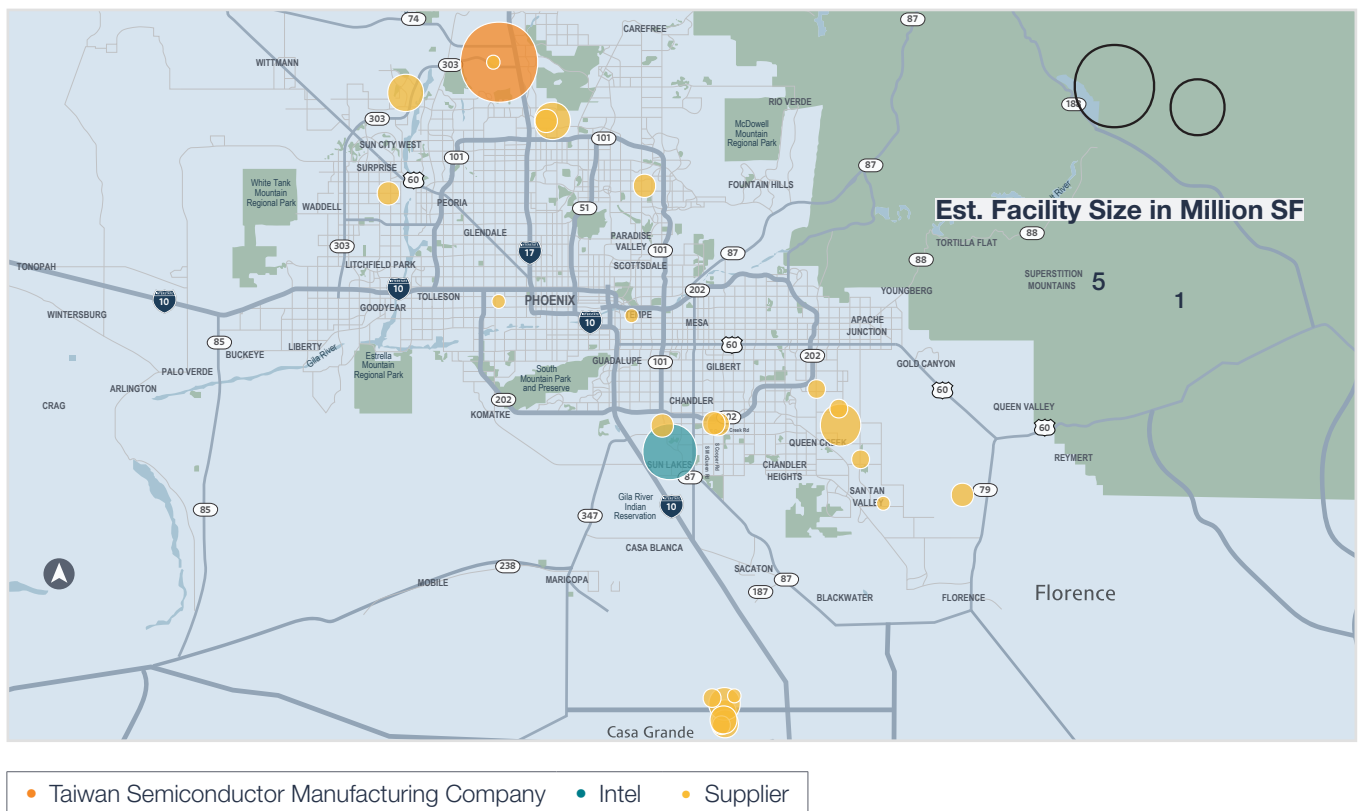 74
87
CAREFREE
WITTMANN
303
RIO VERDE
188
303
McDowell
Mountain
Regional Park
101
SUN CITY WEST
101
SURPRISE
60
87
White Tank
Mountain
Regional Park
FOUNTAIN HILLS
WADDELL
PEORIA
51
Est. Facility Size in Million SF
GLENDALE
PARADISE
VALLEY
88
TORTILLA FLAT
303
17
101
87
SCOTTSDALE
88
TONOPAH
LITCHFIELD PARK
SUPERSTITION
MOUNTAINS
5
10
10
TOLLESON
PHOENIX
202
YOUNGBERG
1
GOODYEAR
WINTERSBURG
10
MESA
APACHE
JUNCTION
85
LIBERTY
BUCKEYE
Gila River
60
202
Estrella
Mountain
Regional Park
GUADALUPE
101
GILBERT
GOLD CANYON
PALO VERDE
South
Mountain Park
and Preserve
ARLINGTON
60
CRAG
202
KOMATKE
CHANDLER
QUEEN VALLEY
60
QUEEN CREEK
REYMERT
SUN LAKES
S Cooper Rd
CHANDLER
HEIGHTS
87
SAN TAN
VALLEY
79
Gila River
Indian
Reservation
10
85
347
CASA BLANCA
238
MOBILE
MARICOPA
SACATON
87
187
BLACKWATER
FLORENCE
Florence
Casa Grande
Taiwan Semiconductor Manufacturing Company
Intel
Supplier